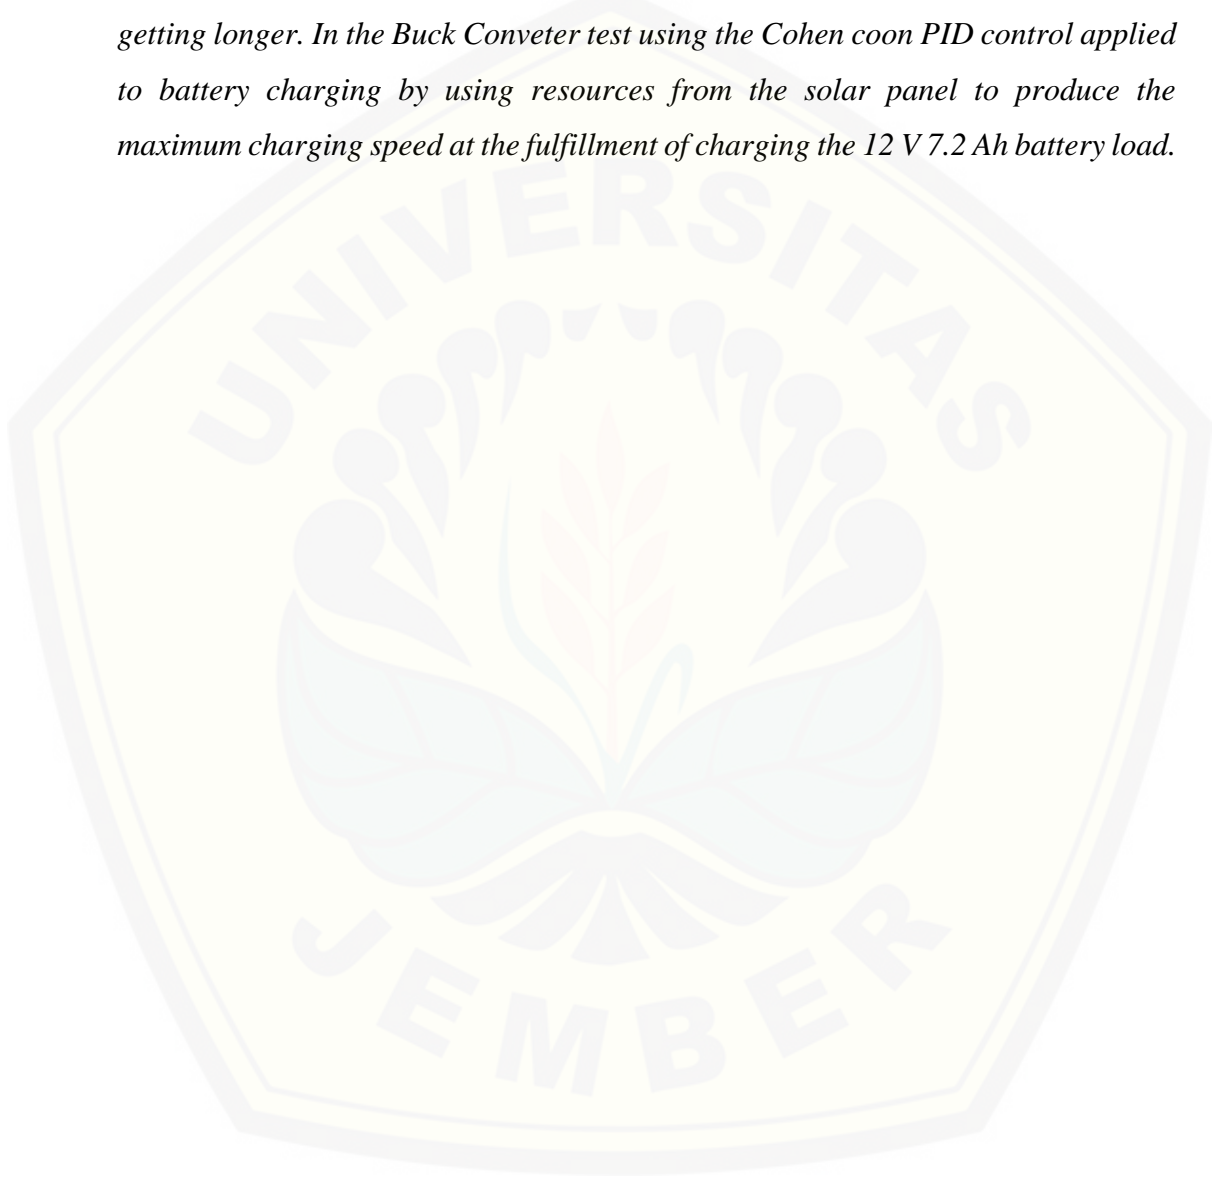 getting longer. In the Buck Conveter test using the Cohen coon PID control applied
to battery charging by using resources from the solar panel to produce the
maximum charging speed at the fulfillment of charging the 12 V 7.2 Ah battery load.
UNIVERSITAS
JEMBER